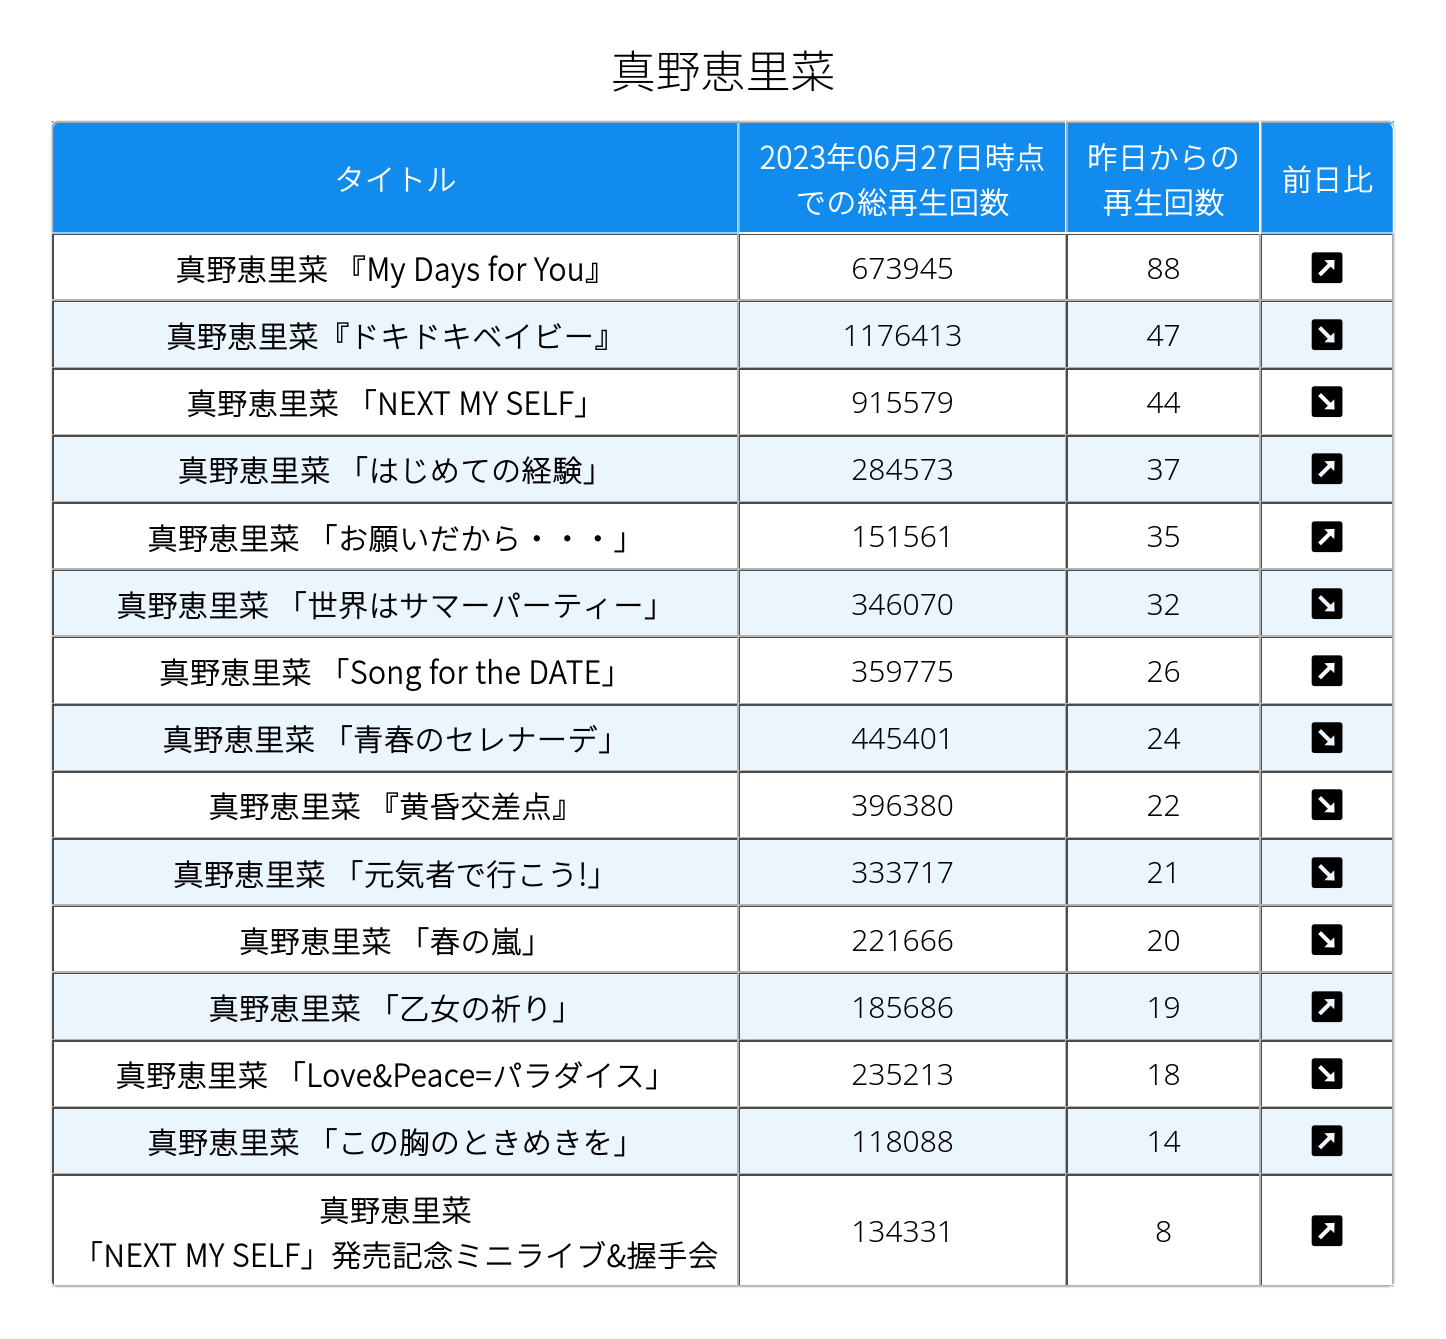 真野恵里菜
タイトル
2023年06月27日時点
での総再生回数
昨日からの
再生回数
前日比
真野恵里菜 『My Days for You』 673945 88 ↗
真野恵里菜『ドキドキベイビー』 1176413 47 ↘
真野恵里菜 「NEXT MY SELF」 915579 44 ↘
真野恵里菜 「はじめての経験」 284573 37 ↗
真野恵里菜 「お願いだから・・・」 151561 35 ↗
真野恵里菜 「世界はサマーパーティー」 346070 32 ↘
真野恵里菜 「Song for the DATE」 359775 26 ↗
真野恵里菜 「青春のセレナーデ」 445401 24 ↘
真野恵里菜 『黄昏交差点』 396380 22 ↘
真野恵里菜 「元気者で行こう!」 333717 21 ↘
真野恵里菜 「春の嵐」 221666 20 ↘
真野恵里菜 「乙女の祈り」 185686 19 ↗
真野恵里菜 「Love&Peace=パラダイス」 235213 18 ↘
真野恵里菜 「この胸のときめきを」 118088 14 ↗
真野恵里菜
「NEXT MY SELF」発売記念ミニライブ&握手会 134331 8 ↗